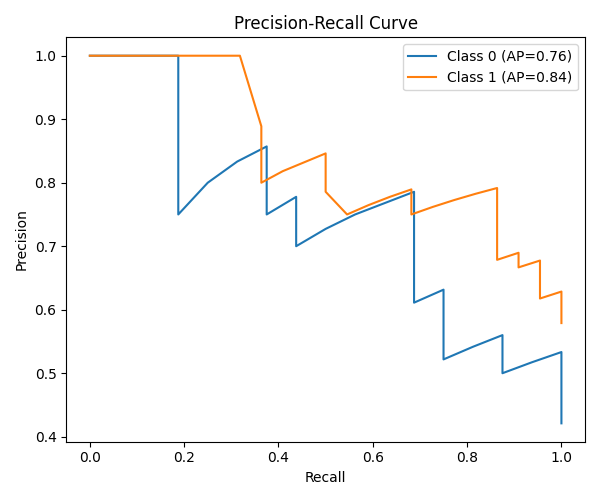 Precision-Recall Curve
Class 0 (AP=0.76)
Class 1 (AP=0.84)
1.0
0.9
0.8
0.7
0.6
0.5
0.4
Precision
0.0 0.2 0.4 0.6 0.8 1.0
Recall